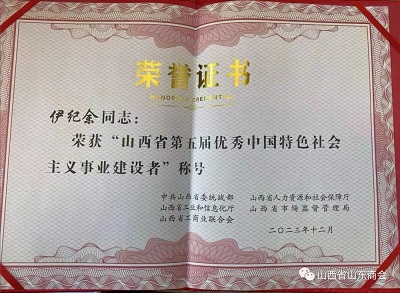 荣誉证书
HONORARY CREDENTIAL
伊纪余同志：
荣获“山西省第五届优秀中国特色社会
主义事业建设者”称号
中共山西省委统战部 山西省人力资源和社会保障厅
山西省工业和信息化厅 山西省市场监督管理局
山西省工商业联合会
二〇二三年十二月
山西省山东商会